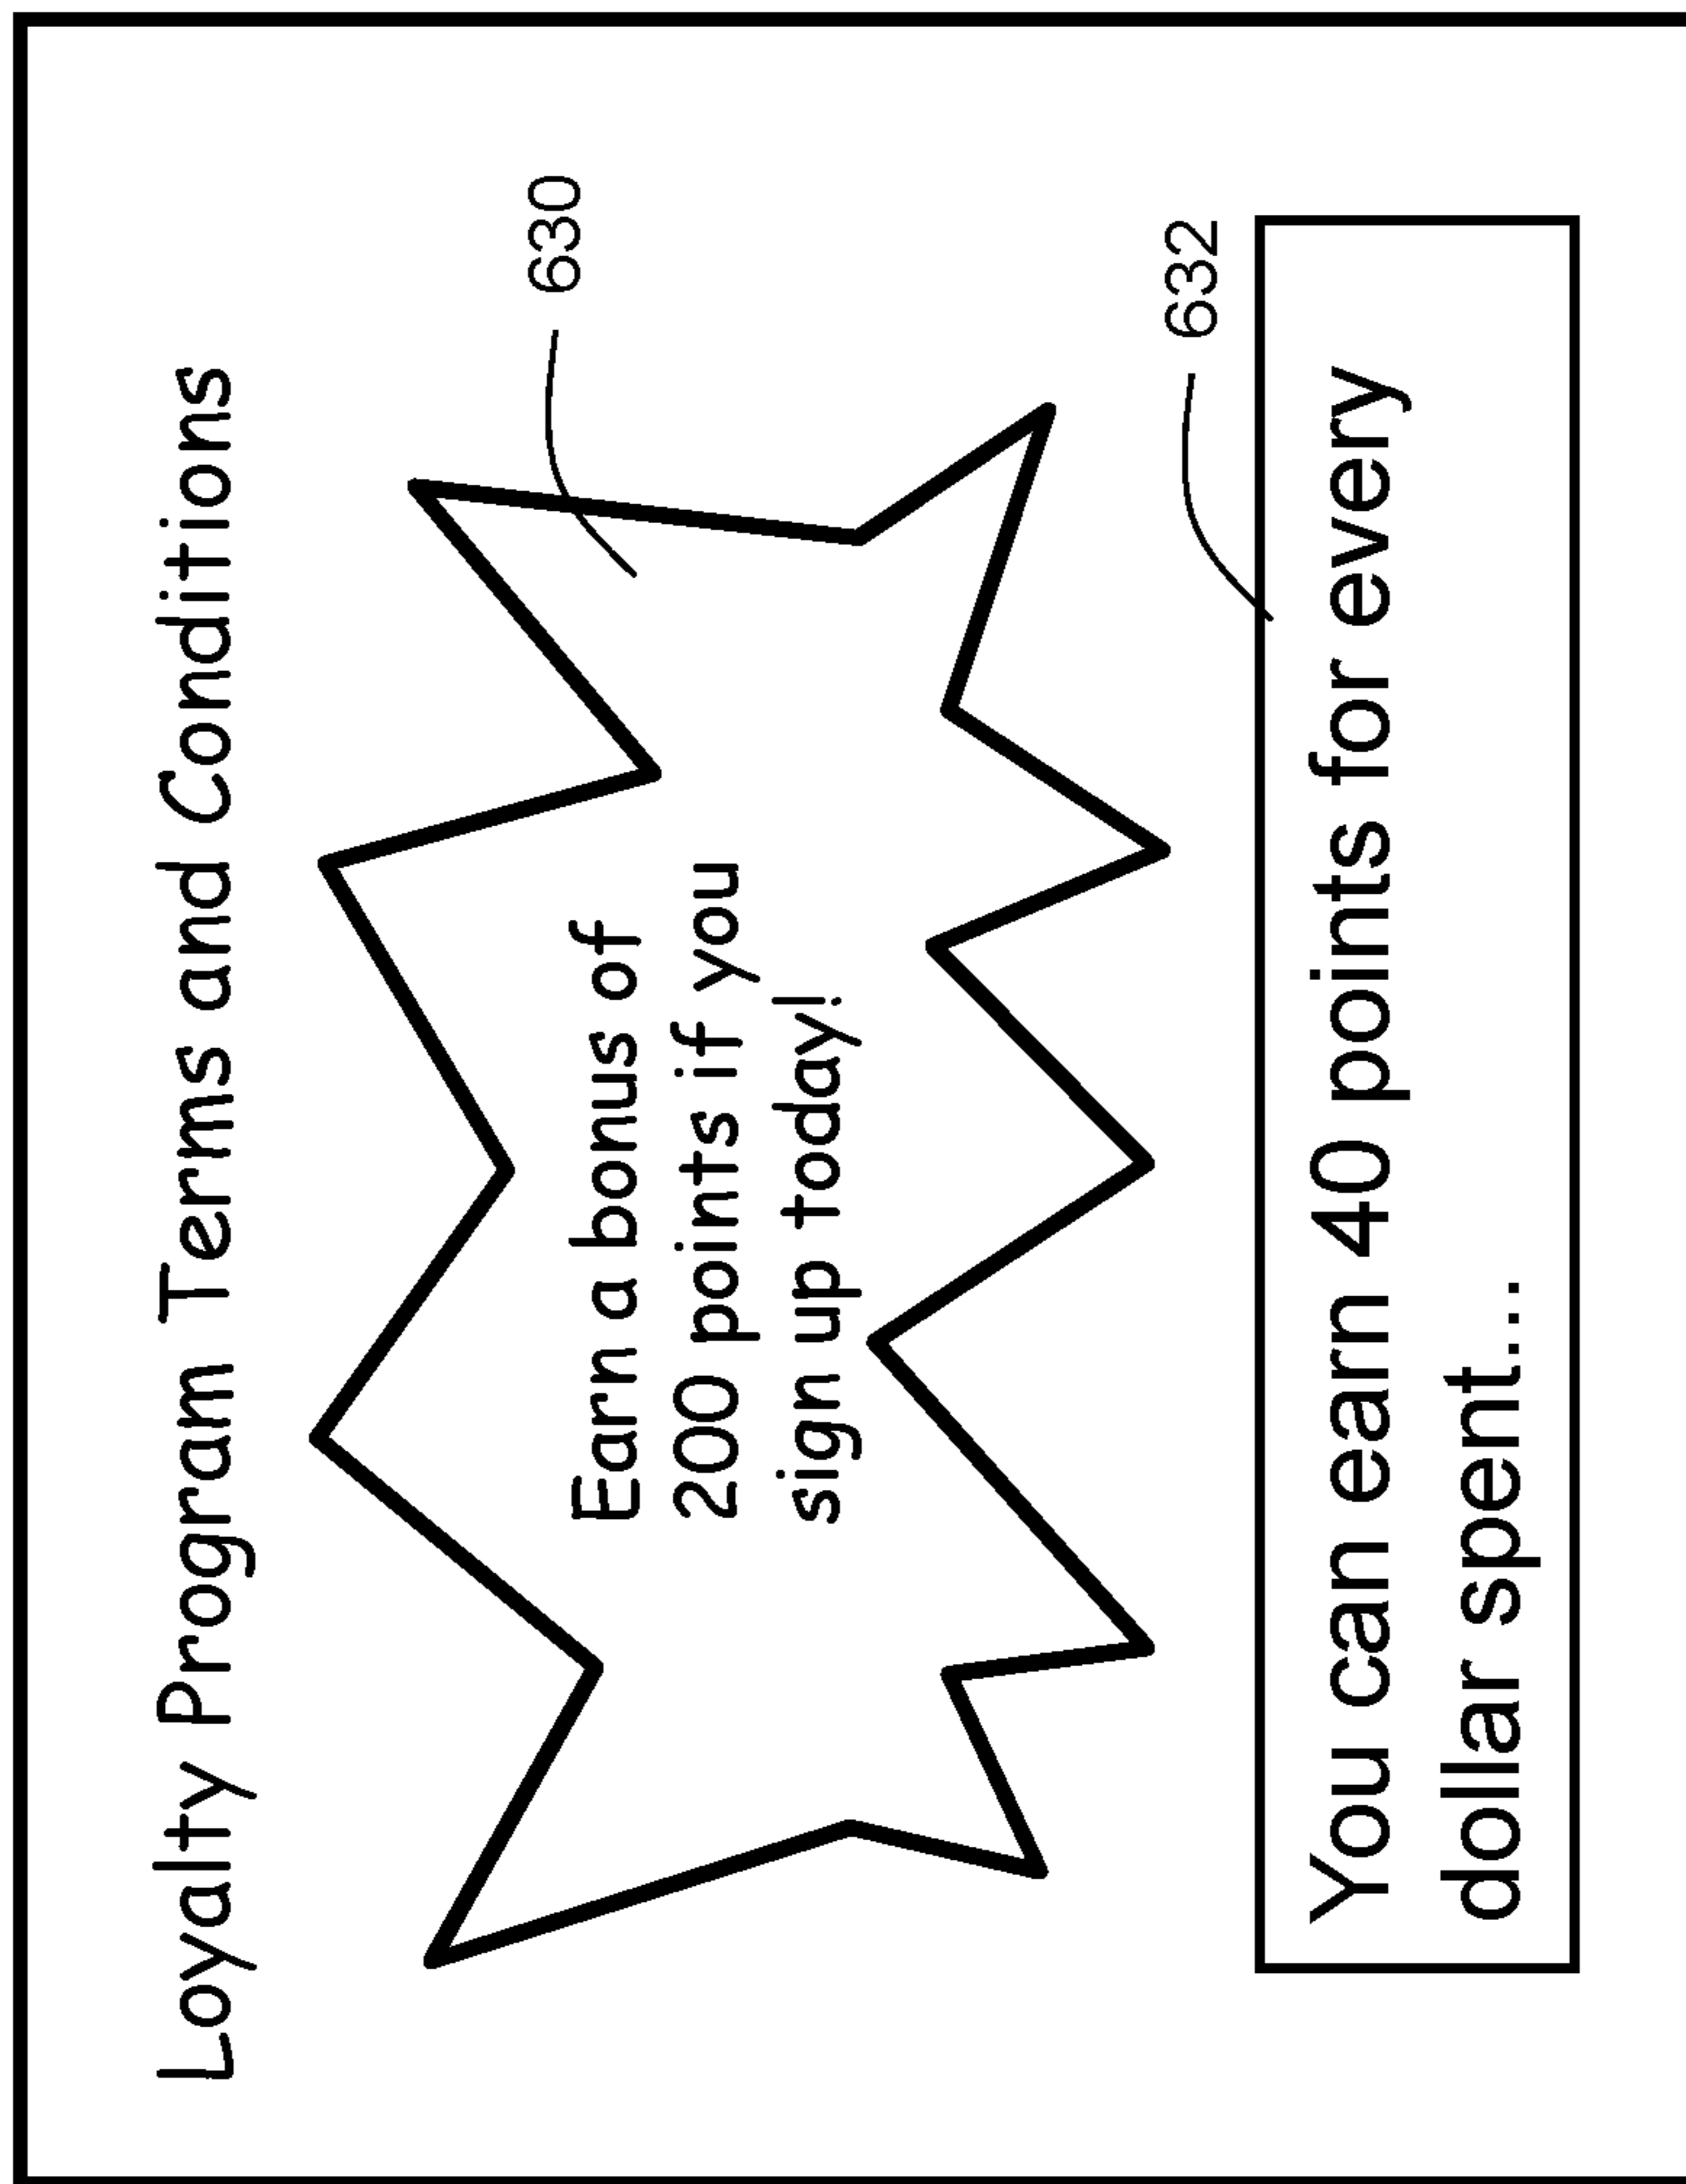 Loyalty Program Terms and Conditions
630
Earn a bonus of
2000 points if you
sign up today!
632
You can earn 40 points for every
dollar spent...